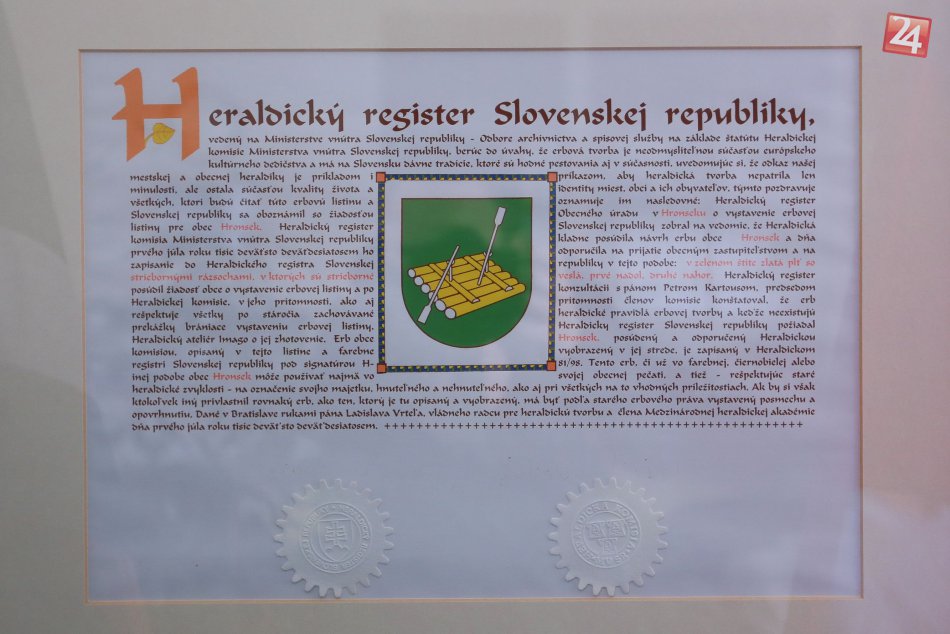 24
Heraldický register Slovenskej republiky,
vedený na Ministerstve vnútra Slovenskej republiky - Odbore archívnictva a spisovej služby na základe štatútu Heraldickej
komisie Ministerstva vnútra Slovenskej republiky, berúc do úvahy, že erbová tvorba je neodmysliteľnou súčasťou európskeho
kultúrneho dedičstva a má na Slovensku dávne tradície, ktoré sú hodné pestovania aj v súčasnosti, uvedomujúc si, že odkaz našej
mestskej a obecnej heraldiky je príkladom i príkazom, aby heraldická tvorba nepatrila len
minulosti, ale ostala súčasťou kvality života a identity miest, obcí a ich obyvateľov, týmto pozdravuje
všetkých, ktorí budú čítať túto erbovú listinu a oznamuje im nasledovné: Heraldický register
Slovenskej republiky sa oboznámil so žiadosťou Obecného úradu v Hronseku o vystavenie erbovej
listiny pre obec Hronsek. Heraldický register Slovenskej republiky zobral na vedomie, že Heraldická
komisia Ministerstva vnútra Slovenskej republiky kladne posúdila návrh erbu obce Hronsek a dňa
prvého júla roku tisíc deväťsto deväťdesiatosem ho odporučila na prijatie obecným zastupiteľstvom a na
zapísanie do Heraldického registra Slovenskej republiky v tejto podobe: v zelenom štíte zlatá plť so
striebornými rázsochami, v ktorých sú strieborné veslá, prvé nadol, druhé nahor. Heraldický register
posúdil žiadosť obce o vystavenie erbovej listiny a po konzultácii s pánom Petrom Kartousom, predsedom
Heraldickej komisie, v jeho prítomnosti, ako aj prítomnosti členov komisie konštatoval, že erb
rešpektuje všetky po stáročia zachovávané heraldické pravidlá erbovej tvorby a keďže neexistujú
prekážky brániace vystaveniu erbovej listiny, Heraldický register Slovenskej republiky požiadal
Heraldický ateliér Imago o jej zhotovenie. Erb obce Hronsek, posúdený a odporučený Heraldickou
komisiou, opísaný v tejto listine a farebne vyobrazený v jej strede, je zapísaný v Heraldickom
registri Slovenskej republiky pod signatúrou H-81/98. Tento erb, či už vo farebnej, čiernobielej alebo
inej podobe obec Hronsek môže používať najmä vo svojej obecnej pečati, a tiež - rešpektujúc staré
heraldické zvyklosti - na označenie svojho majetku, hnuteľného a nehnuteľného, ako aj pri všetkých na to vhodných príležitostiach. Ak by si však
ktokoľvek iný privlastnil rovnaký erb, ako ten, ktorý je tu opísaný a vyobrazený, má byť podľa starého erbového práva vystavený posmechu a
opovrhnutiu. Dané v Bratislave rukami pána Ladislava Vrteľa, vládneho radcu pre heraldickú tvorbu a člena Medzinárodnej heraldickej akadémie
dňa prvého júla roku tisíc deväťsto deväťdesiatosem.